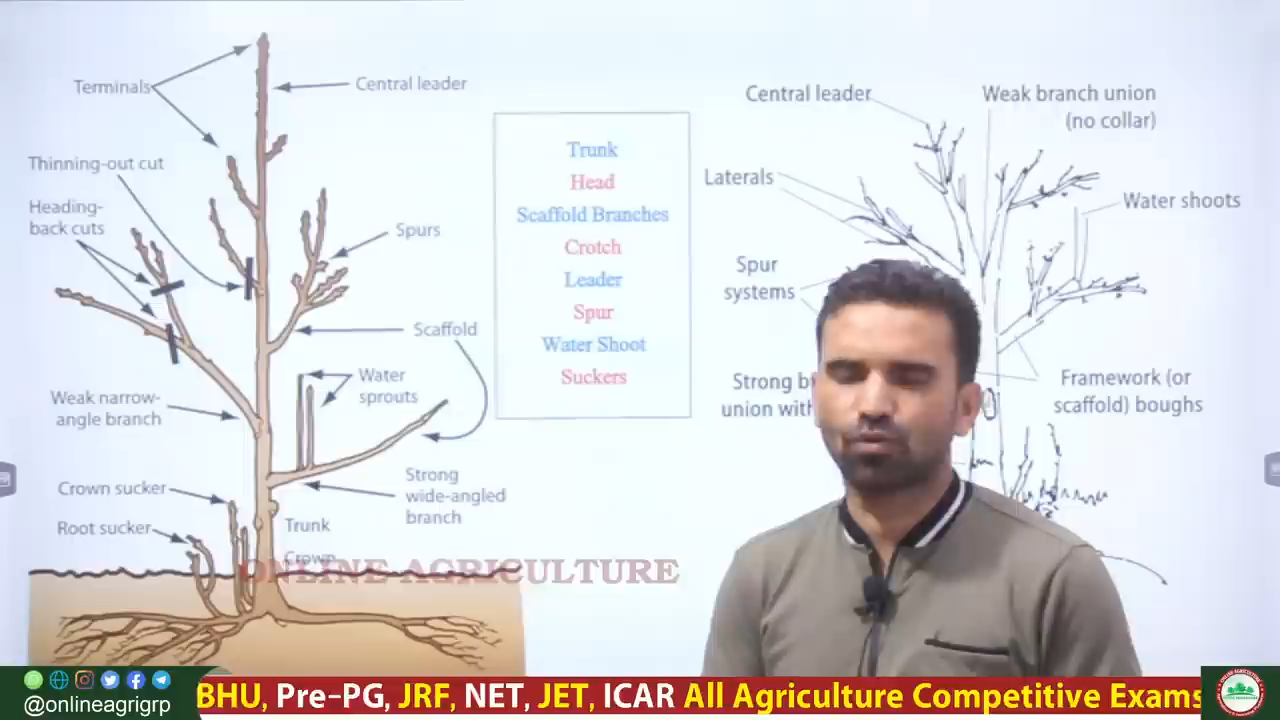 Terminals
Central leader
Thinning-out cut
Heading-
back cuts
Spurs
Scaffold
Water
sprouts
Weak narrow-
angle branch
Crown sucker
Root sucker
Strong
wide-angled
branch
Trunk
Crown
Trunk
Head
Scaffold Branches
Crotch
Leader
Spur
Water Shoot
Suckers
Central leader
Weak branch union
(no collar)
Laterals
Water shoots
Spur
systems
Strong
union with
Framework (or
scaffold) boughs
ONLINE AGRICULTURE
@onlineagrigrp
BHU, Pre-PG, JRF, NET, JET, ICAR All Agriculture Competitive Exams